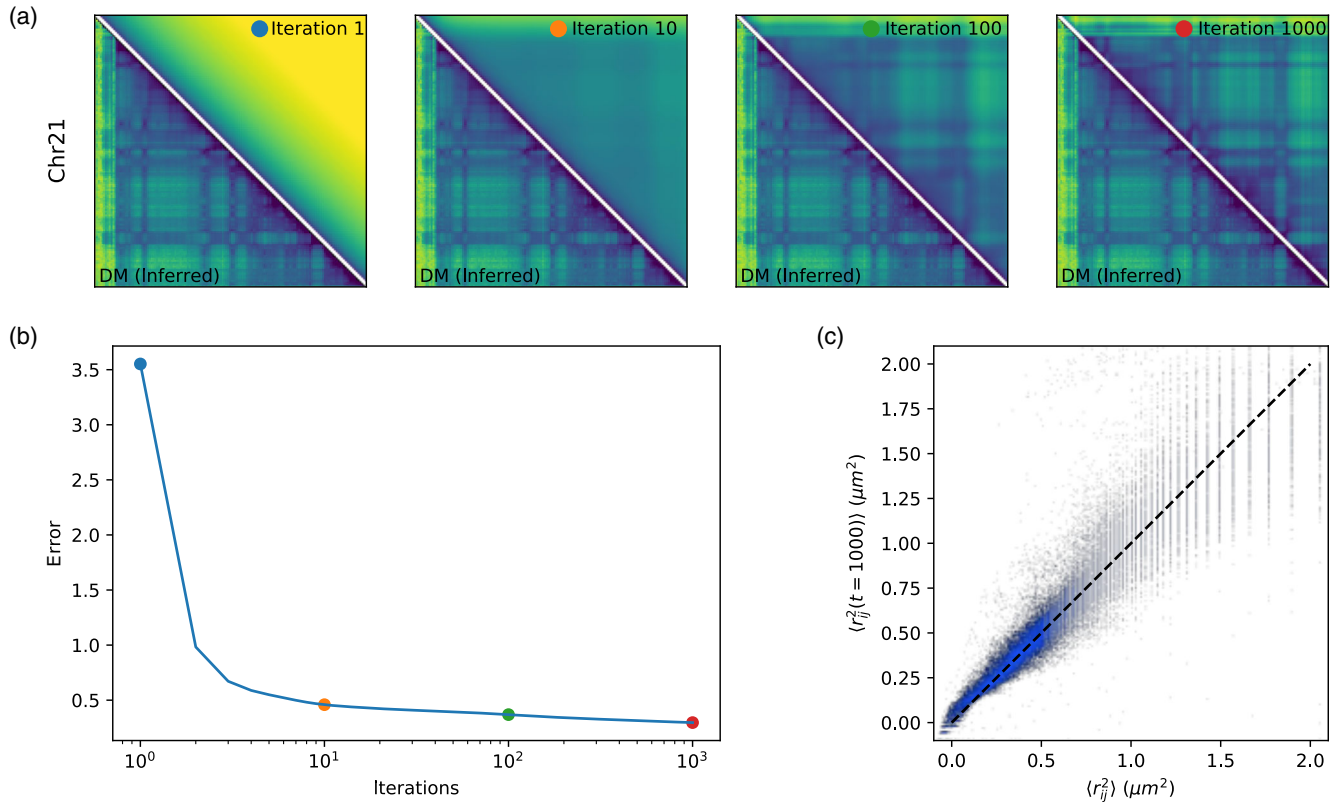 (a)
Iteration 1
Iteration 10
Iteration 100
Iteration 1000
Chr21
DM (Inferred)
DM (Inferred)
DM (Inferred)
DM (Inferred)
(b)
Error
3.5
3.0
2.5
2.0
1.5
1.0
0.5
10⁰
10¹
10²
10³
Iterations
(c)
⟨r²ᵢⱼ(t = 1000)⟩ (μm²)
2.00
1.75
1.50
1.25
1.00
0.75
0.50
0.25
0.00
0.0
0.5
1.0
1.5
2.0
⟨r²ᵢⱼ⟩ (μm²)